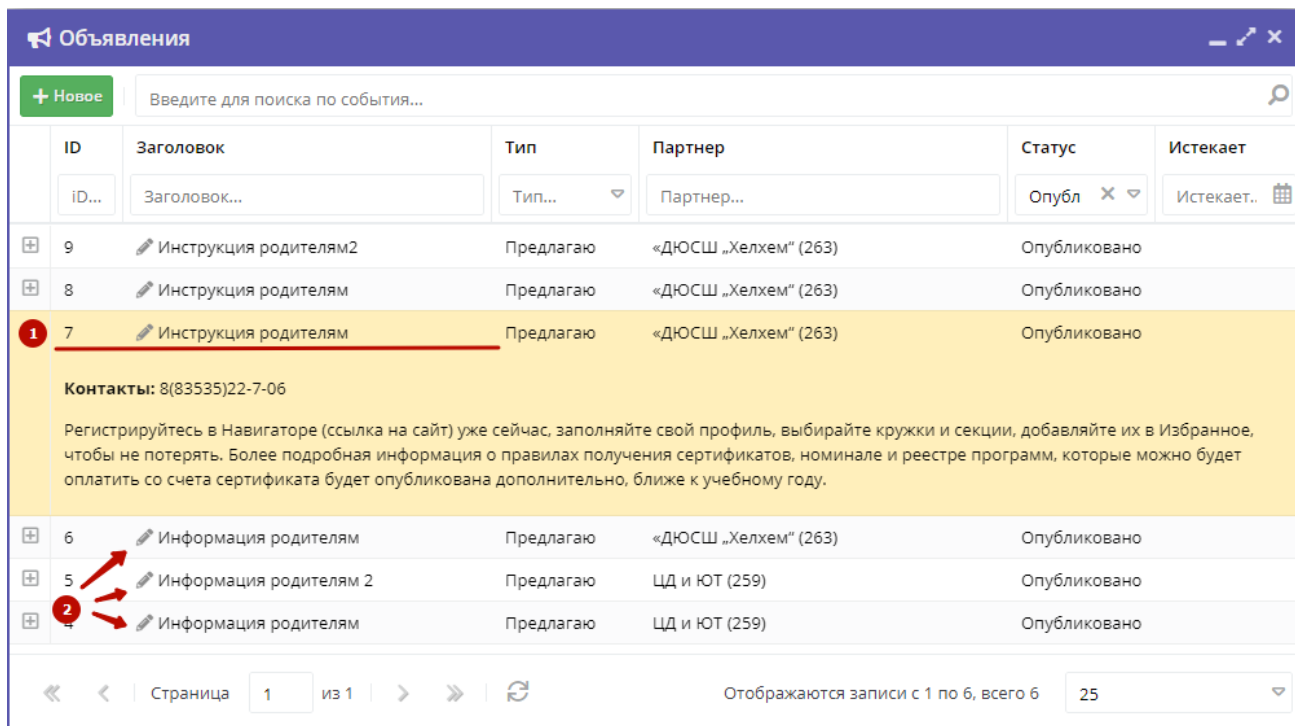 Объявления
+ Новое Введите для поиска по события...
ID Заголовок Тип Партнер Статус Истекает
iD... Заголовок... Тип... Партнер... Опубл Истекает..
9 Инструкция родителям2 Предлагаю «ДЮСШ „Хелхем“ (263) Опубликовано
8 Инструкция родителям Предлагаю «ДЮСШ „Хелхем“ (263) Опубликовано
1 7 Инструкция родителям Предлагаю «ДЮСШ „Хелхем“ (263) Опубликовано
Контакты: 8(83535)22-7-06
Регистрируйтесь в Навигаторе (ссылка на сайт) уже сейчас, заполняйте свой профиль, выбирайте кружки и секции, добавляйте их в Избранное,
чтобы не потерять. Более подробная информация о правилах получения сертификатов, номинале и реестре программ, которые можно будет
оплатить со счета сертификата будет опубликована дополнительно, ближе к учебному году.
6 Информация родителям Предлагаю «ДЮСШ „Хелхем“ (263) Опубликовано
5 Информация родителям 2 Предлагаю ЦД и ЮТ (259) Опубликовано
2
4 Информация родителям Предлагаю ЦД и ЮТ (259) Опубликовано
Страница 1 из 1 Отображаются записи с 1 по 6, всего 6 25